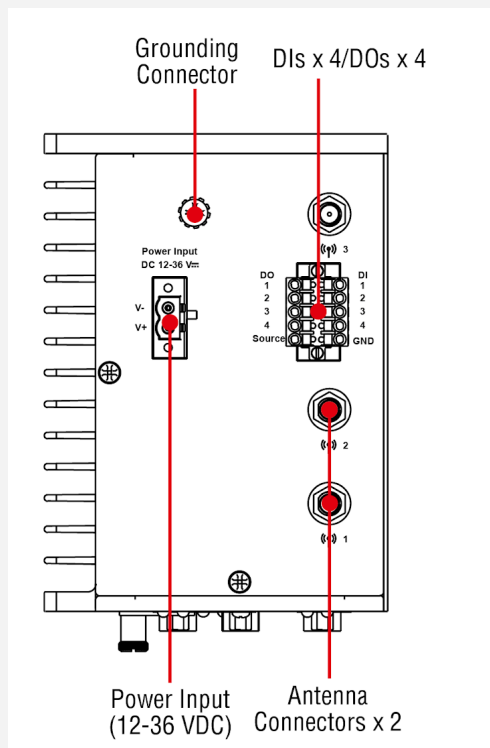 Grounding
Connector
DIs x 4/DOs x 4
Power Input
DC 12-36 V⎓
V-
V+
3
DO
DI
1
1
2
2
3
3
4
4
Source
GND
2
1
Power Input
(12-36 VDC)
Antenna
Connectors x 2